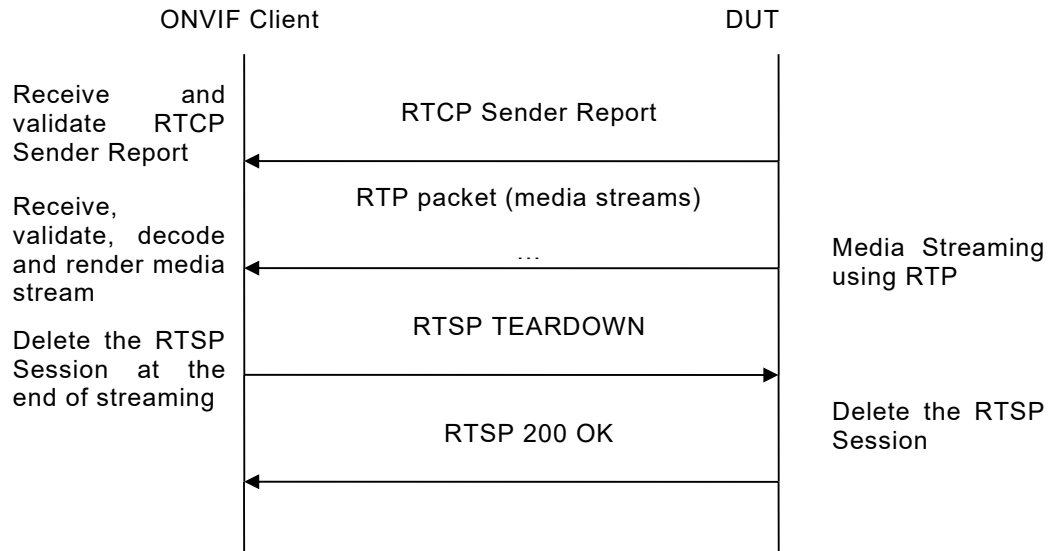 ONVIF Client
DUT
Receive and
validate RTCP
Sender Report
RTCP Sender Report
RTP packet (media streams)
Receive,
validate, decode
and render media
stream
...
Media Streaming
using RTP
RTSP TEARDOWN
Delete the RTSP
Session at the
end of streaming
RTSP 200 OK
Delete the RTSP
Session